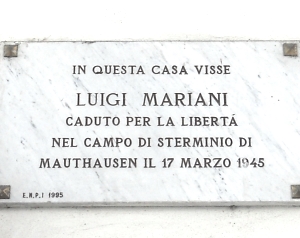 IN QUESTA CASA VISSE
LUIGI MARIANI
CADUTO PER LA LIBERTÁ
NEL CAMPO DI STERMINIO DI
MAUTHAUSEN IL 17 MARZO 1945
E.N.P.I 1995